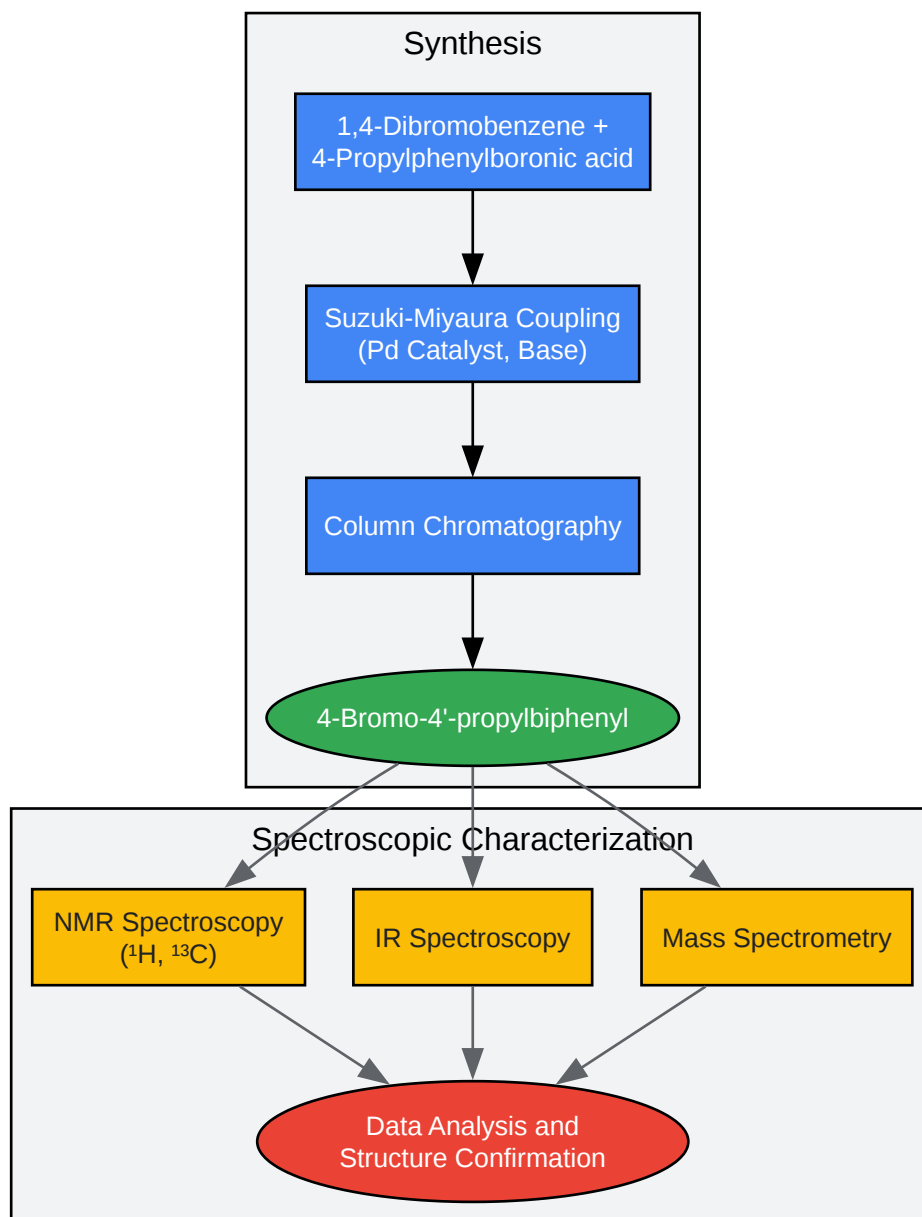 Synthesis
1,4-Dibromobenzene +
4-Propylphenylboronic acid
Suzuki-Miyaura Coupling
(Pd Catalyst, Base)
Column Chromatography
4-Bromo-4'-propylbiphenyl
Spectroscopic Characterization
NMR Spectroscopy
(¹H, ¹³C)
IR Spectroscopy
Mass Spectrometry
Data Analysis and
Structure Confirmation